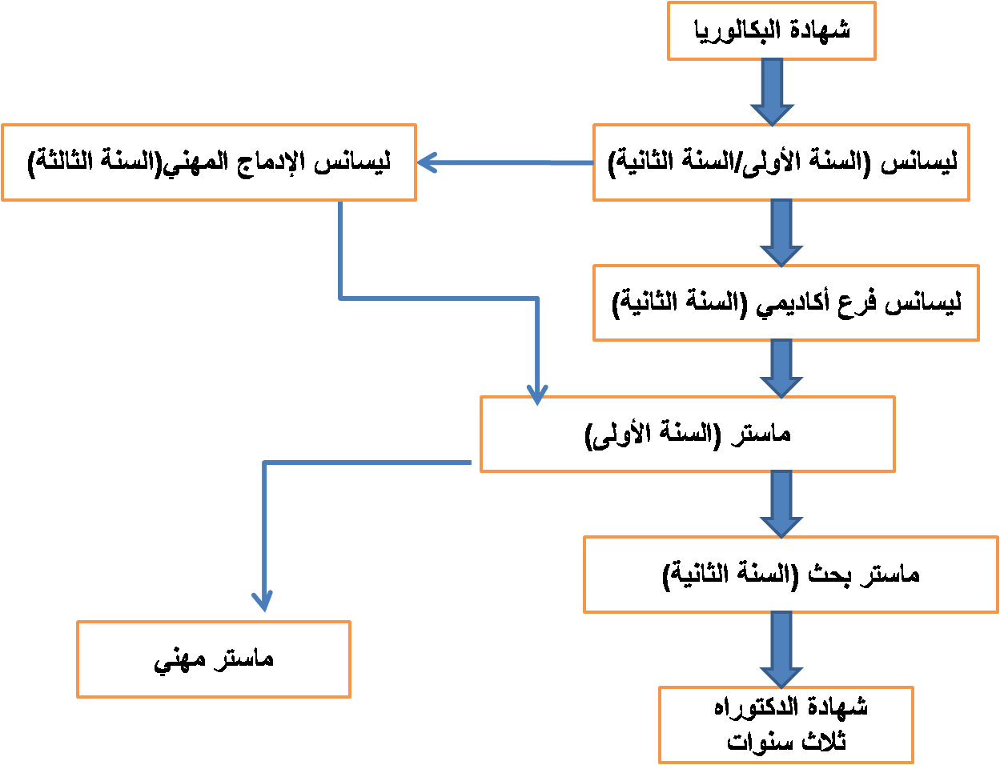 شهادة البكالوريا
ليسانس (السنة الأولى/السنة الثانية)
ليسانس الإدماج المهني(السنة الثالثة)
ليسانس فرع أكاديمي (السنة الثانية)
ماستر (السنة الأولى)
ماستر بحث (السنة الثانية)
ماستر مهني
شهادة الدكتوراه
ثلاث سنوات